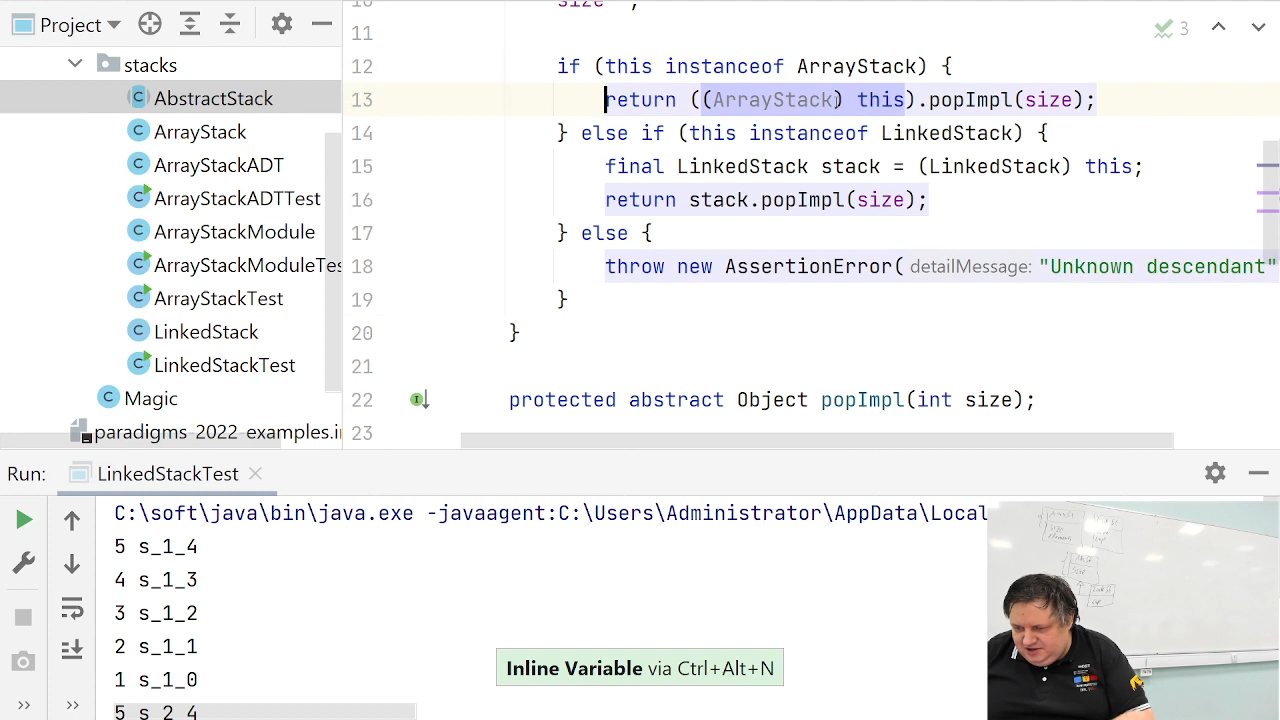 Project
stacks
AbstractStack
ArrayStack
ArrayStackADT
ArrayStackADTTest
ArrayStackModule
ArrayStackModuleTes
ArrayStackTest
LinkedStack
LinkedStackTest
Magic
paradigms-2022-examples.i
3
10 size--;
11
12 if (this instanceof ArrayStack) {
13 return ((ArrayStack) this).popImpl(size);
14 } else if (this instanceof LinkedStack) {
15 final LinkedStack stack = (LinkedStack) this;
16 return stack.popImpl(size);
17 } else {
18 throw new AssertionError( detailMessage: "Unknown descendant"
19 }
20 }
21
22 protected abstract Object popImpl(int size);
23
Run: LinkedStackTest
C:\soft\java\bin\java.exe -javaagent:C:\Users\Administrator\AppData\Local
5 s_1_4
4 s_1_3
3 s_1_2
2 s_1_1
1 s_1_0
5 s_2_4
Inline Variable via Ctrl+Alt+N